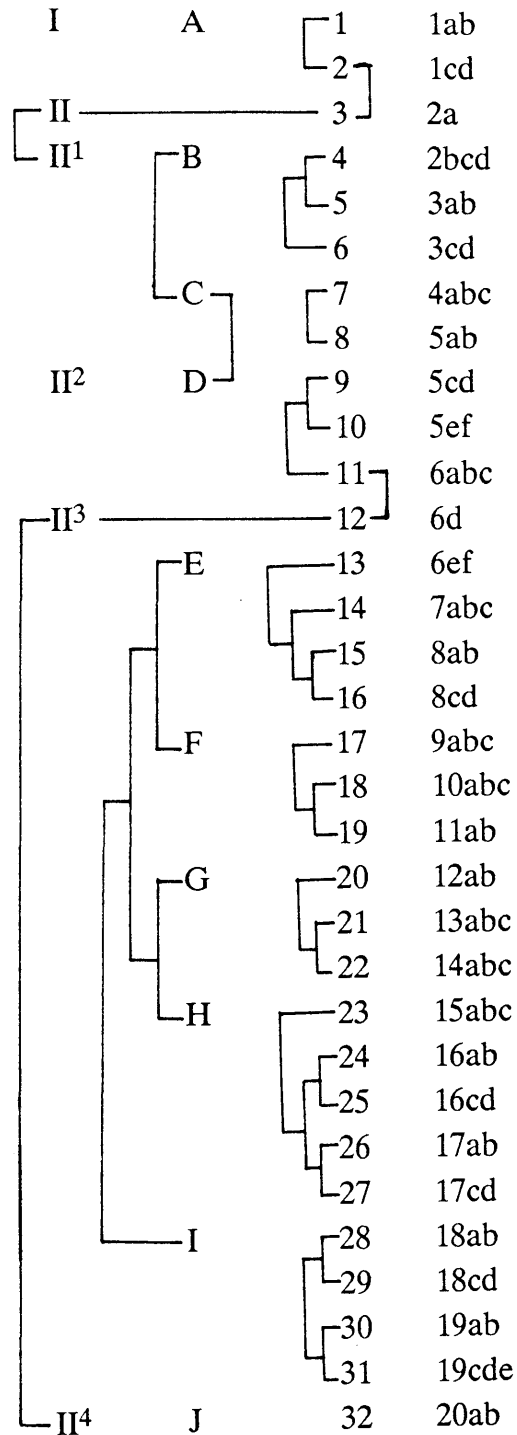 I A 1 1ab
2 1cd
II 3 2a
II1 B 4 2bcd
5 3ab
6 3cd
C 7 4abc
8 5ab
II2 D 9 5cd
10 5ef
11 6abc
II3 12 6d
E 13 6ef
14 7abc
15 8ab
16 8cd
F 17 9abc
18 10abc
19 11ab
G 20 12ab
21 13abc
22 14abc
H 23 15abc
24 16ab
25 16cd
26 17ab
27 17cd
I 28 18ab
29 18cd
30 19ab
31 19cde
II4 J 32 20ab